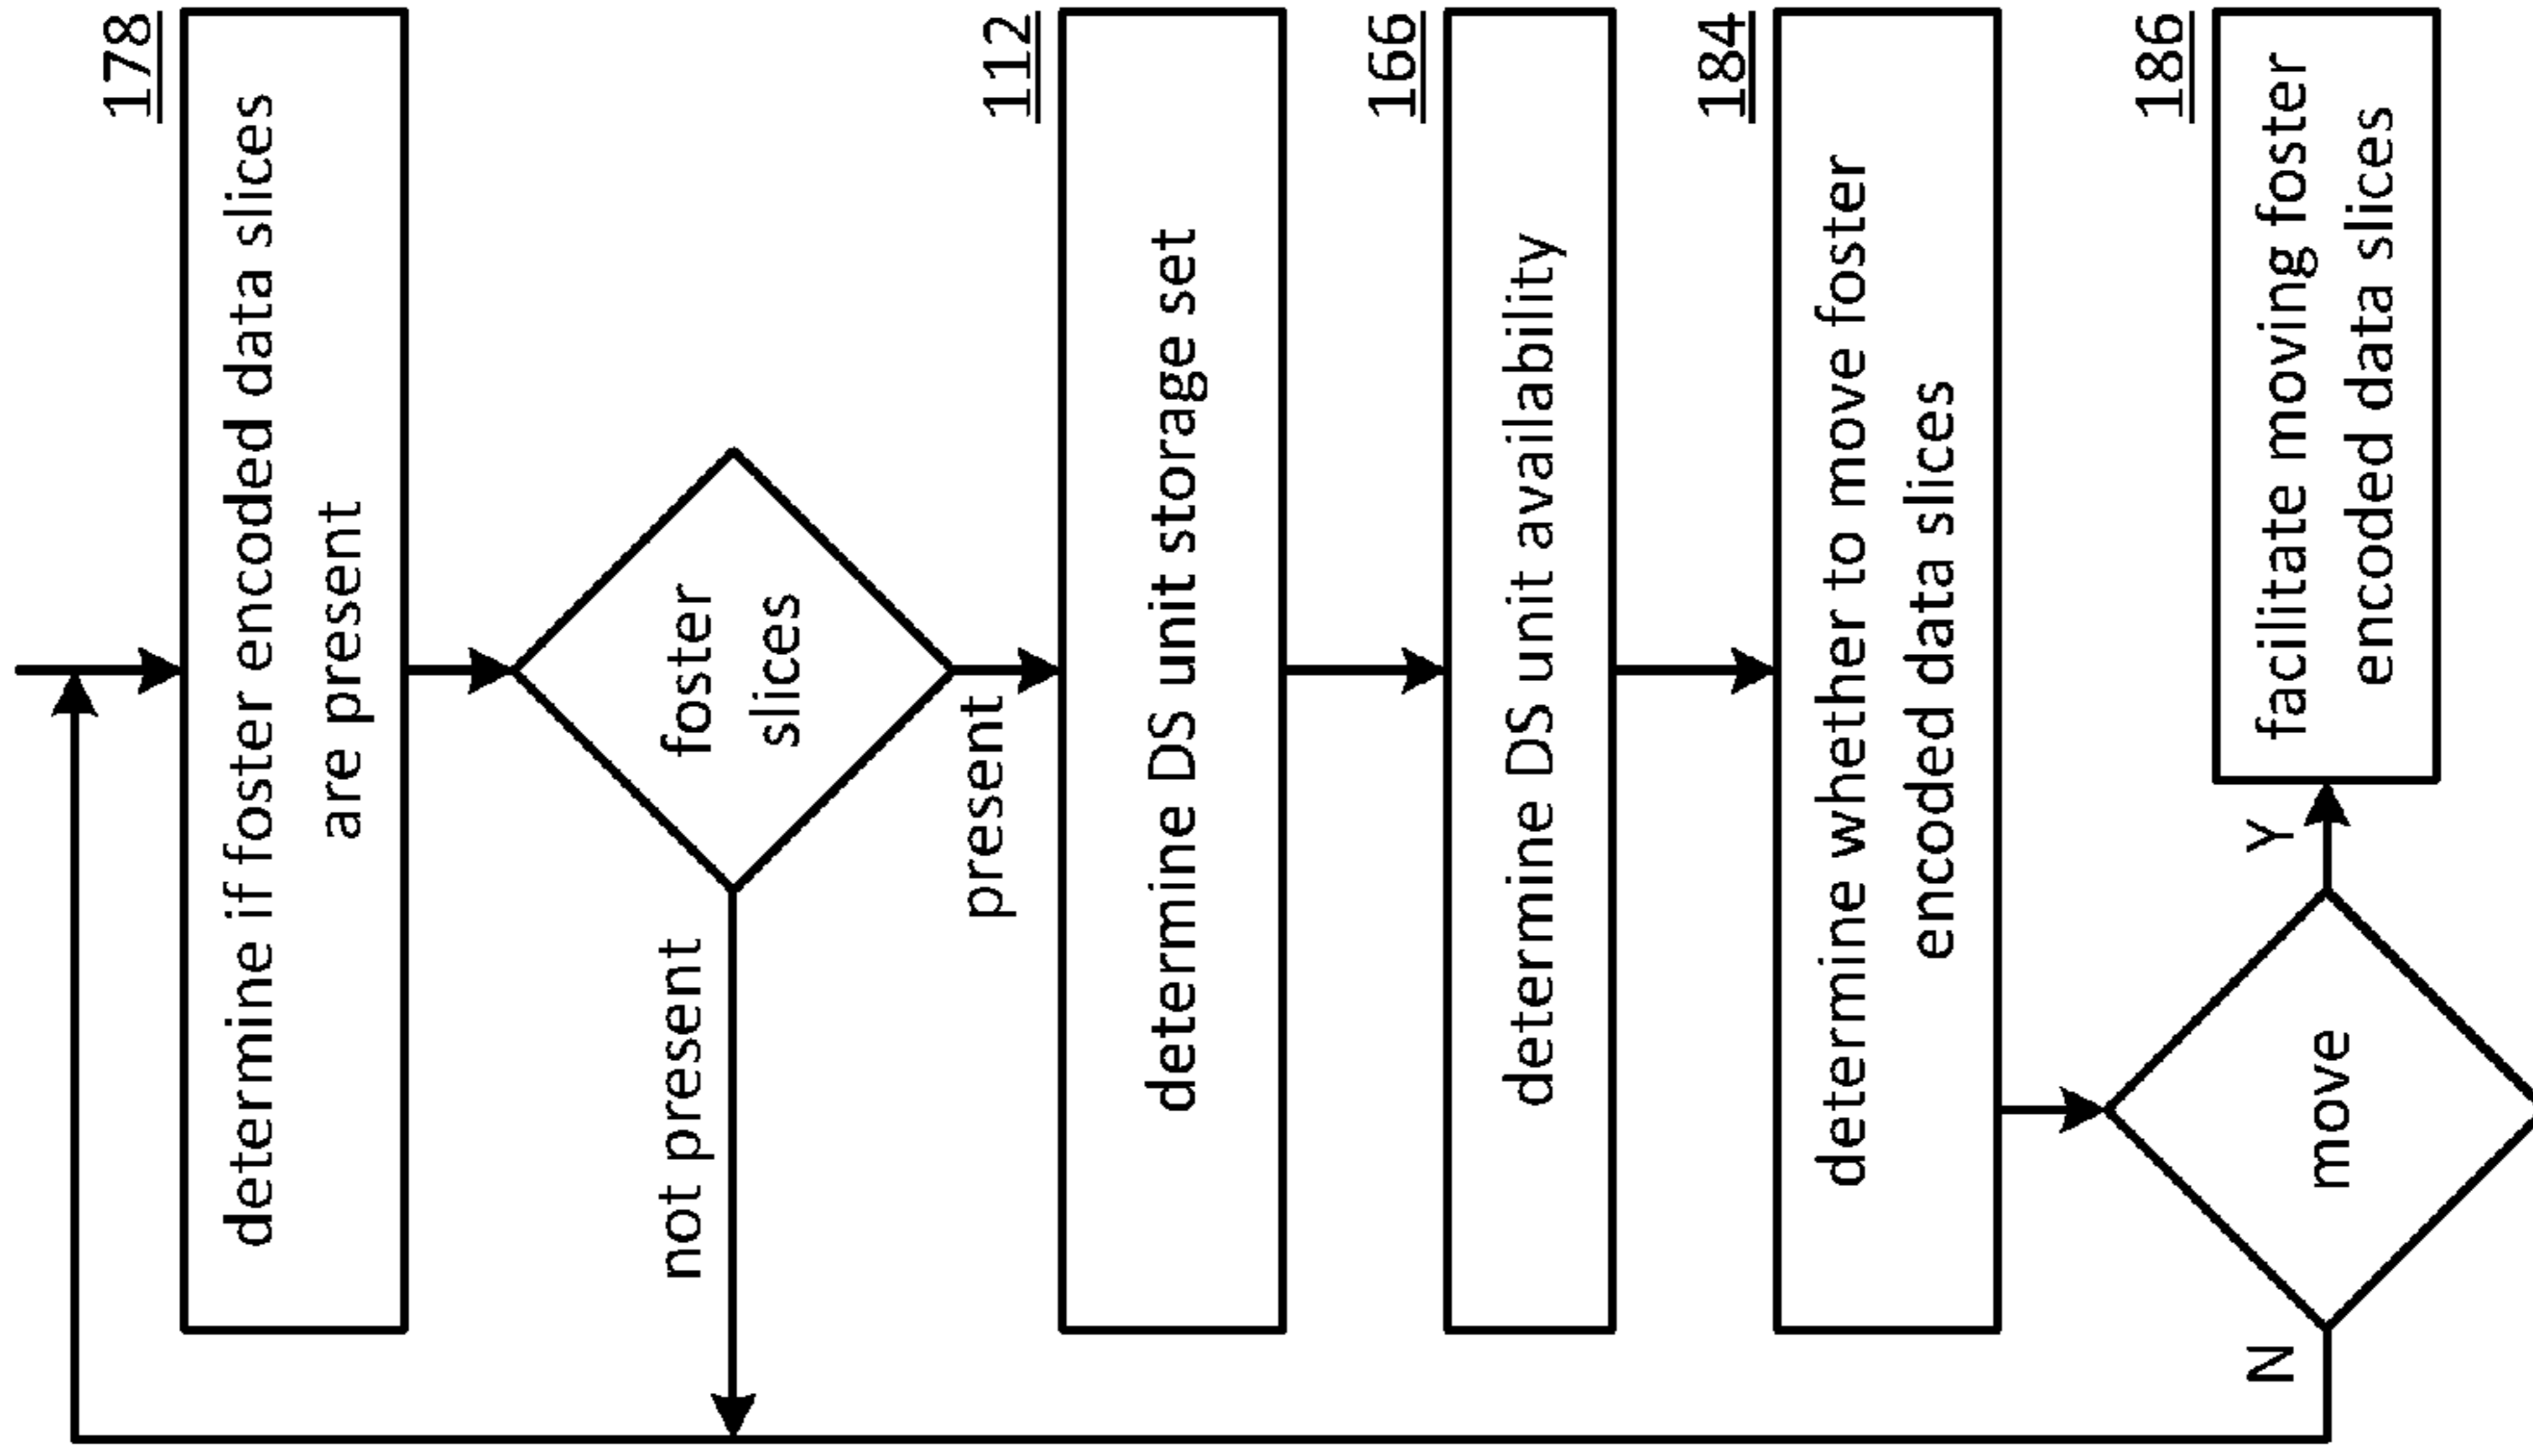 178
determine if foster encoded data slices
are present
foster
slices
not present
present
112
determine DS unit storage set
166
determine DS unit availability
184
determine whether to move foster
encoded data slices
move
N
Y
186
facilitate moving foster
encoded data slices